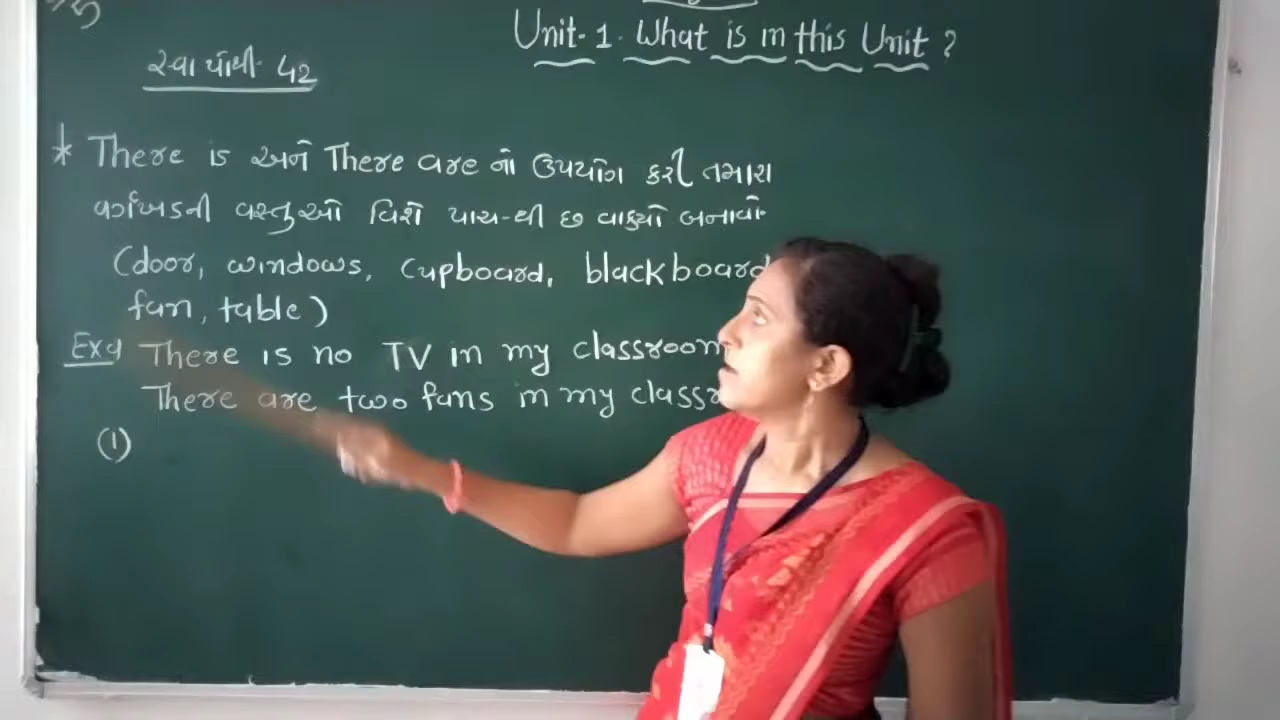 Unit-1. What is in this Unit ?
સ્વા પોથી- 42
* There is અને There are નો ઉપયોગ કરી તમારા
વર્ગખંડની વસ્તુઓ વિશે પાચ-થી છ વાક્યો બનાવો-
(door, windows, cupboard, blackboard
fan, table)
Exa There is no TV in my classroom
There are two fans in my
(1)